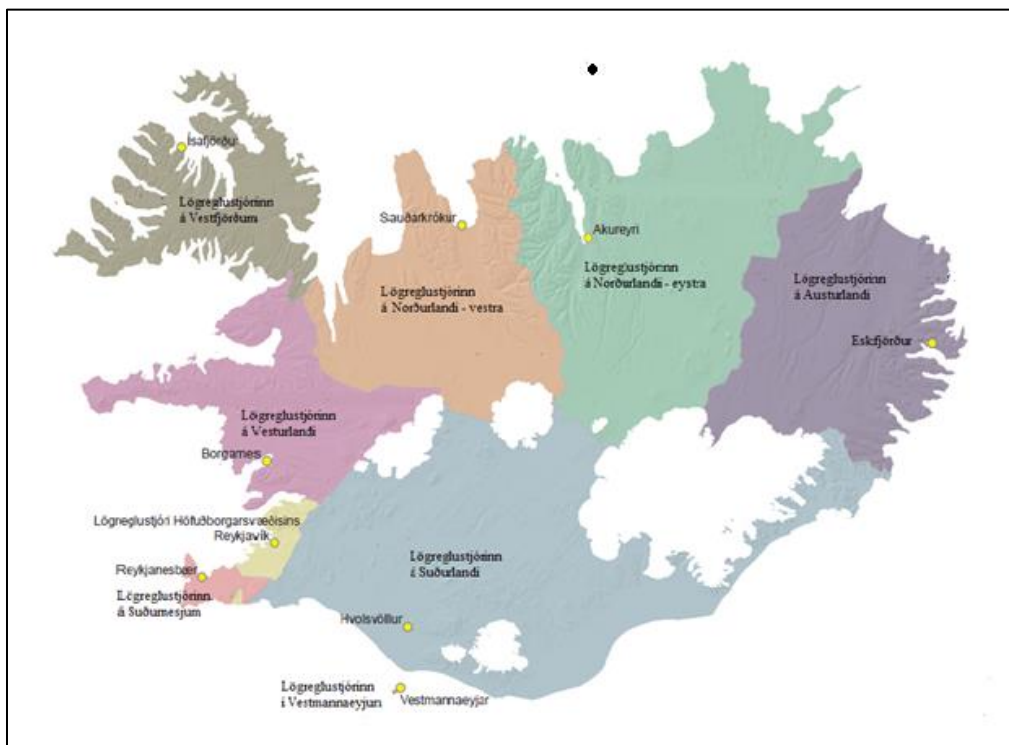 Ísafjörður
Lögreglustjórinn
á Vestfjörðum
Sauðarkrókur
Akureyri
Lögreglustjórinn
á Norðurlandi - vestra
Lögreglustjórinn
á Norðurlandi - eystra
Lögreglustjórinn
á Austurlandi
Eskifjörður
Lögreglustjórinn
á Vesturlandi
Borgarnes
Lögreglustjóri Höfuðborgarsvæðisins
Reykjavík
Reykjanesbær
Lögreglustjórinn
á Suðurnesjum
Lögreglustjórinn
á Suðurlandi
Hvolsvöllur
Lögreglustjórinn
í Vestmannaeyjum
Vestmannaeyjar